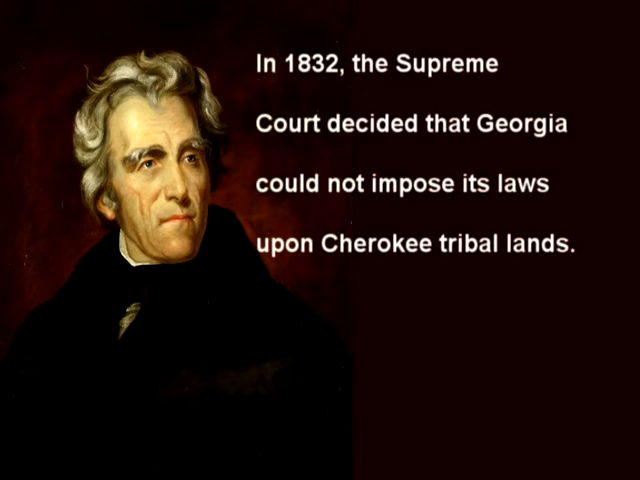 In 1832, the Supreme
Court decided that Georgia
could not impose its laws
upon Cherokee tribal lands.